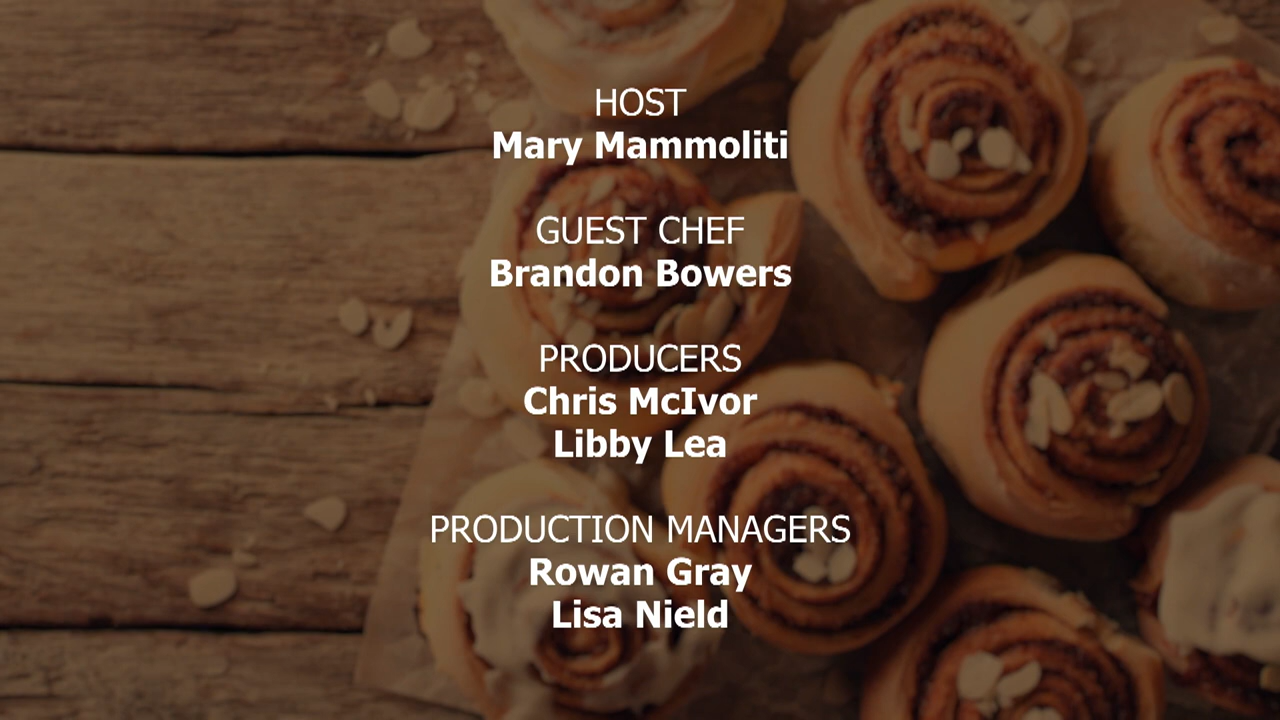 HOST
Mary Mammoliti
GUEST CHEF
Brandon Bowers
PRODUCERS
Chris McIvor
Libby Lea
PRODUCTION MANAGERS
Rowan Gray
Lisa Nield